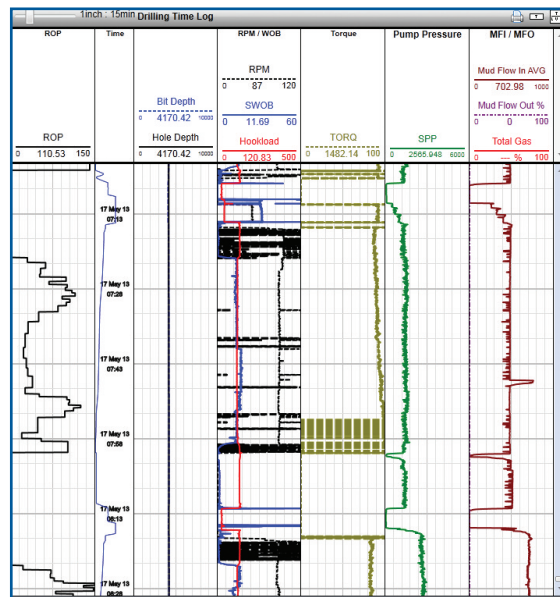 1inch : 15min Drilling Time Log
ROP Time RPM / WOB Torque Pump Pressure MFI / MFO
RPM
0 87 120
Mud Flow In AVG
0 702.98 1000
Bit Depth
0 4170.42 10000
SWOB
0 11.69 60
Mud Flow Out %
0 0 100
ROP
0 110.53 150
Hole Depth
0 4170.42 10000
Hookload
0 120.83 500
TORQ
0 1482.14 100
SPP
0 2565.948 6000
Total Gas
0 --- % 100
17 May 13
07:13
17 May 13
07:28
17 May 13
07:43
17 May 13
07:58
17 May 13
08:13
17 May 13
08:28